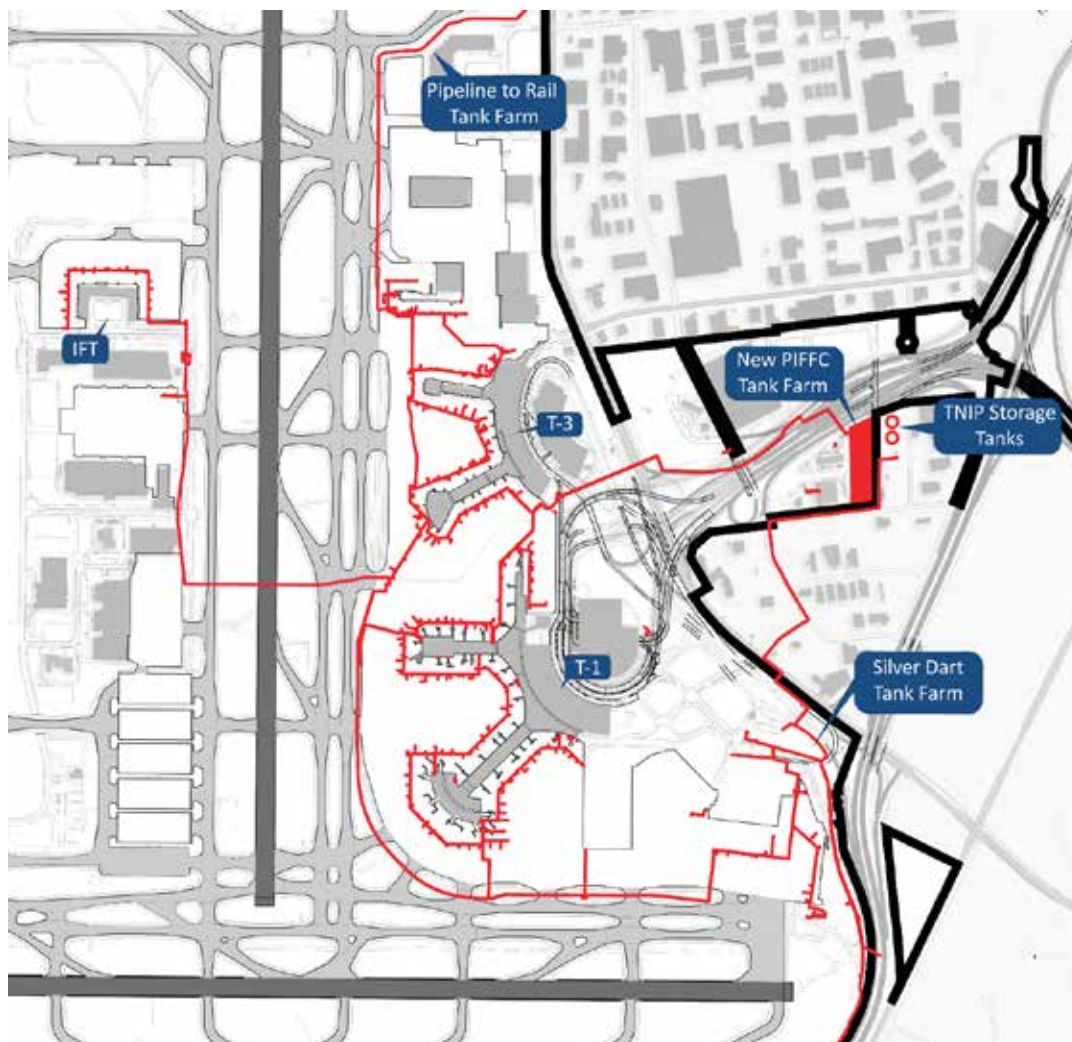 Pipeline to Rail
Tank Farm
IFT
New PIFFC
Tank Farm
TNIP Storage
Tanks
T-3
Silver Dart
Tank Farm
T-1